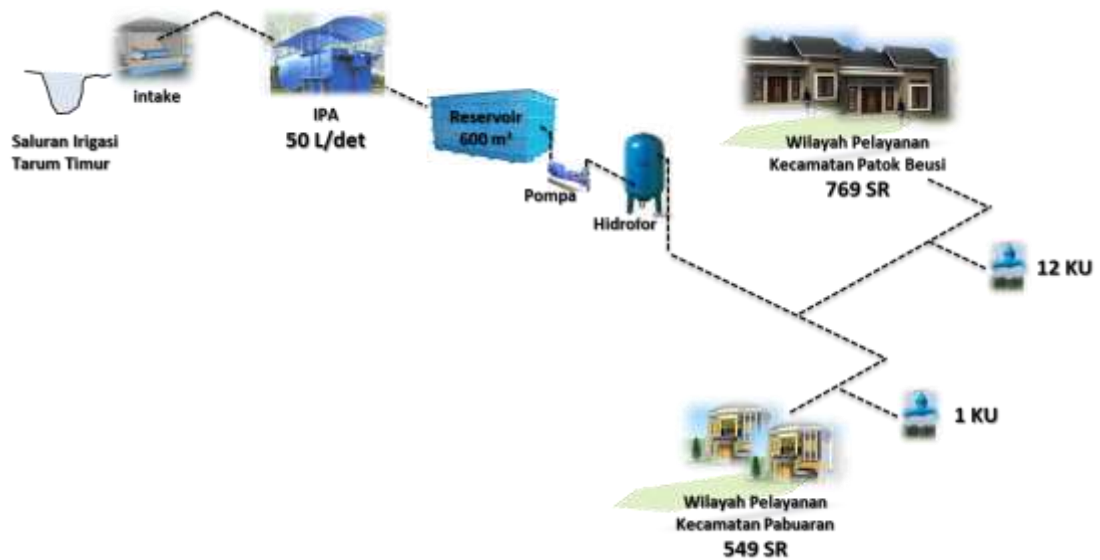 intake
Saluran Irigasi
Tarum Timur
IPA
50 L/det
Reservoir
600 m³
Pompa
Hidrofor
Wilayah Pelayanan
Kecamatan Patok Beusi
769 SR
12 KU
1 KU
Wilayah Pelayanan
Kecamatan Pabuaran
549 SR